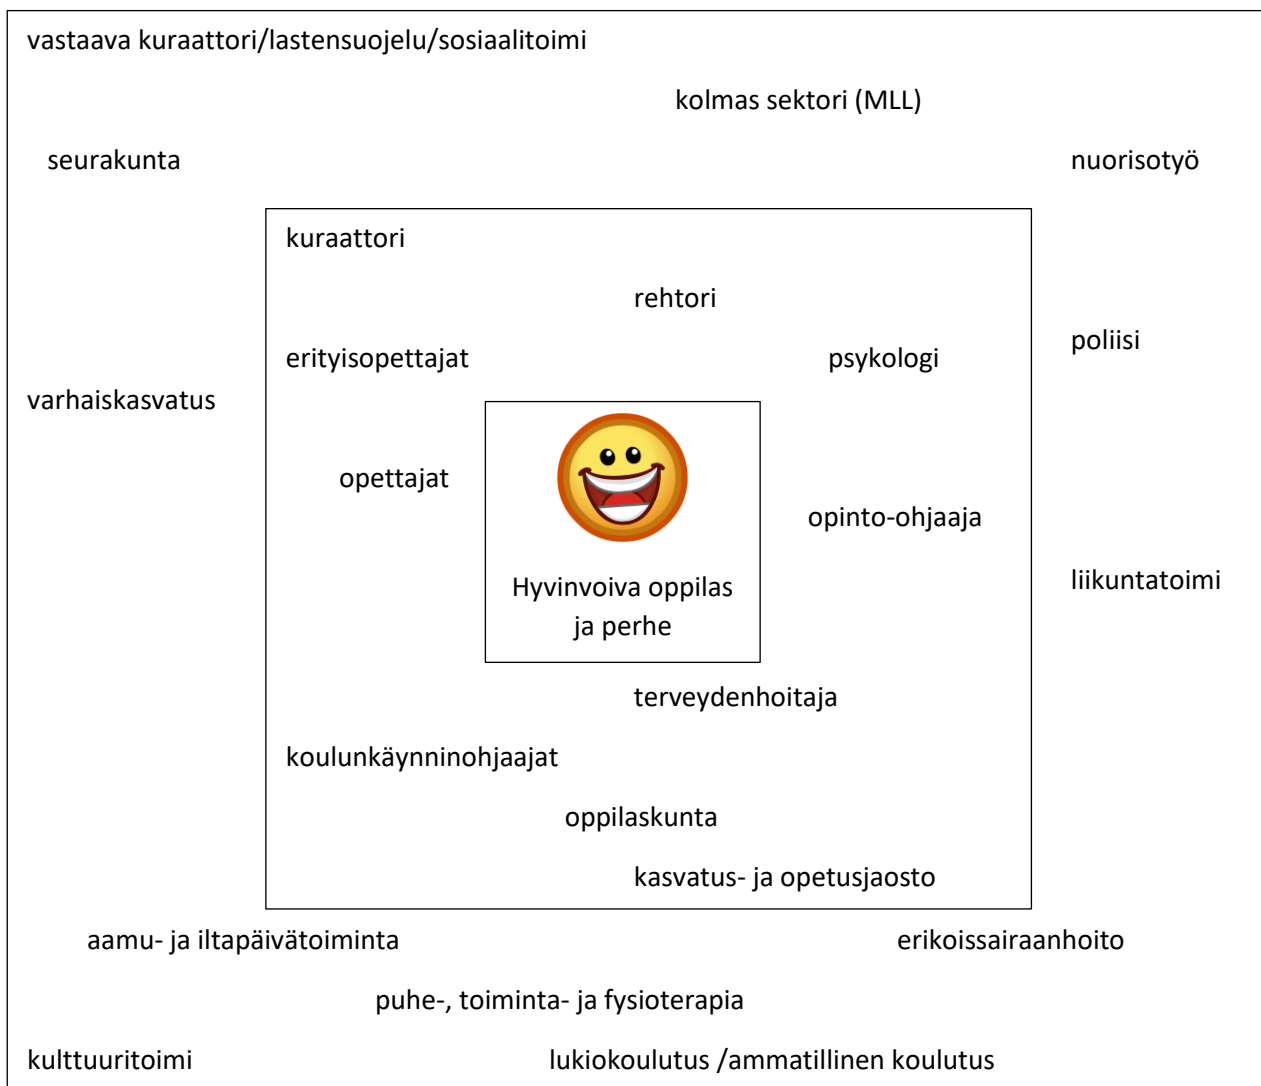 vastaava kuraattori/lastensuojelu/sosiaalitoimi
kolmas sektori (MLL)
seurakunta
nuorisotyö
kuraattori
rehtori
poliisi
erityisopettajat
psykologi
varhaiskasvatus
opettajat
opinto-ohjaaja
Hyvinvoiva oppilas
ja perhe
liikuntatoimi
terveydenhoitaja
koulunkäynninohjaajat
oppilaskunta
kasvatus- ja opetusjaosto
aamu- ja iltapäivätoiminta
erikoissairaanhoito
puhe-, toiminta- ja fysioterapia
kulttuuritoimi
lukiokoulutus /ammatillinen koulutus